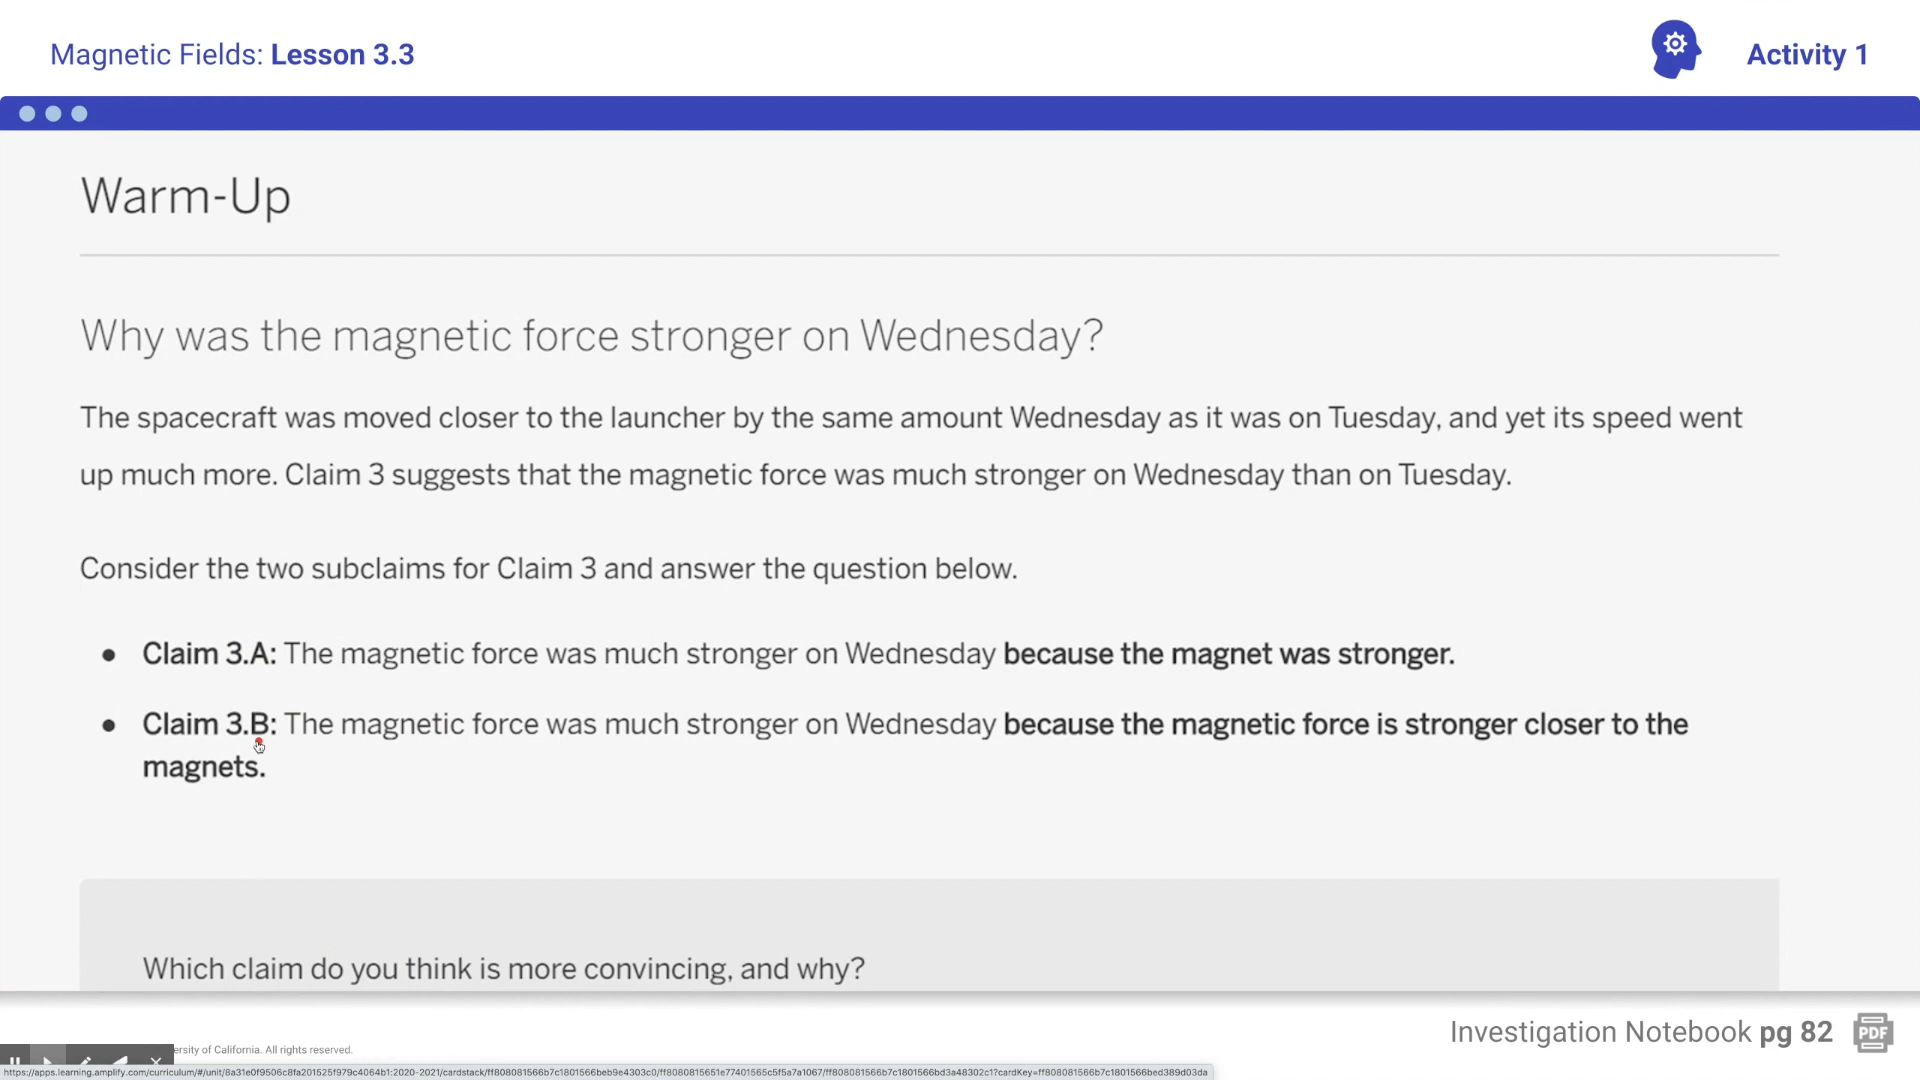 Magnetic Fields: Lesson 3.3
Activity 1
Warm-Up
Why was the magnetic force stronger on Wednesday?
The spacecraft was moved closer to the launcher by the same amount Wednesday as it was on Tuesday, and yet its speed went
up much more. Claim 3 suggests that the magnetic force was much stronger on Wednesday than on Tuesday.
Consider the two subclaims for Claim 3 and answer the question below.
● Claim 3.A: The magnetic force was much stronger on Wednesday because the magnet was stronger.
● Claim 3.B: The magnetic force was much stronger on Wednesday because the magnetic force is stronger closer to the
magnets.
Which claim do you think is more convincing, and why?
Investigation Notebook pg 82
PDF
ersity of California. All rights reserved.